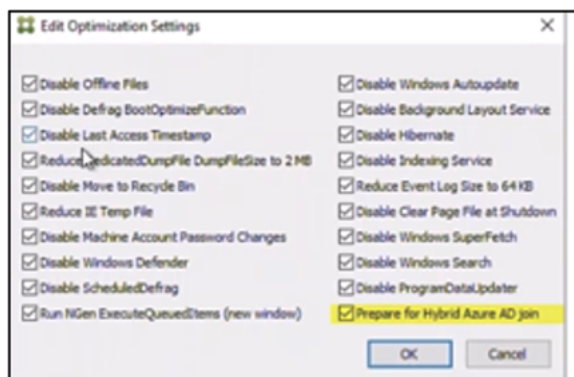 Edit Optimization Settings
Disable Offline Files
Disable Defrag BootOptimizeFunction
Disable Last Access Timestamp
Reduce DedicatedDumpFile DumpFileSize to 2 MB
Disable Move to Recycle Bin
Reduce IE Temp File
Disable Machine Account Password Changes
Disable Windows Defender
Disable ScheduledDefrag
Run NGen ExecuteQueuedItems (new window)
Disable Windows Autoupdate
Disable Background Layout Service
Disable Hibernate
Disable Indexing Service
Reduce Event Log Size to 64 KB
Disable Clear Page File at Shutdown
Disable Windows SuperFetch
Disable Windows Search
Disable ProgramDataUpdater
Prepare for Hybrid Azure AD join
OK
Cancel